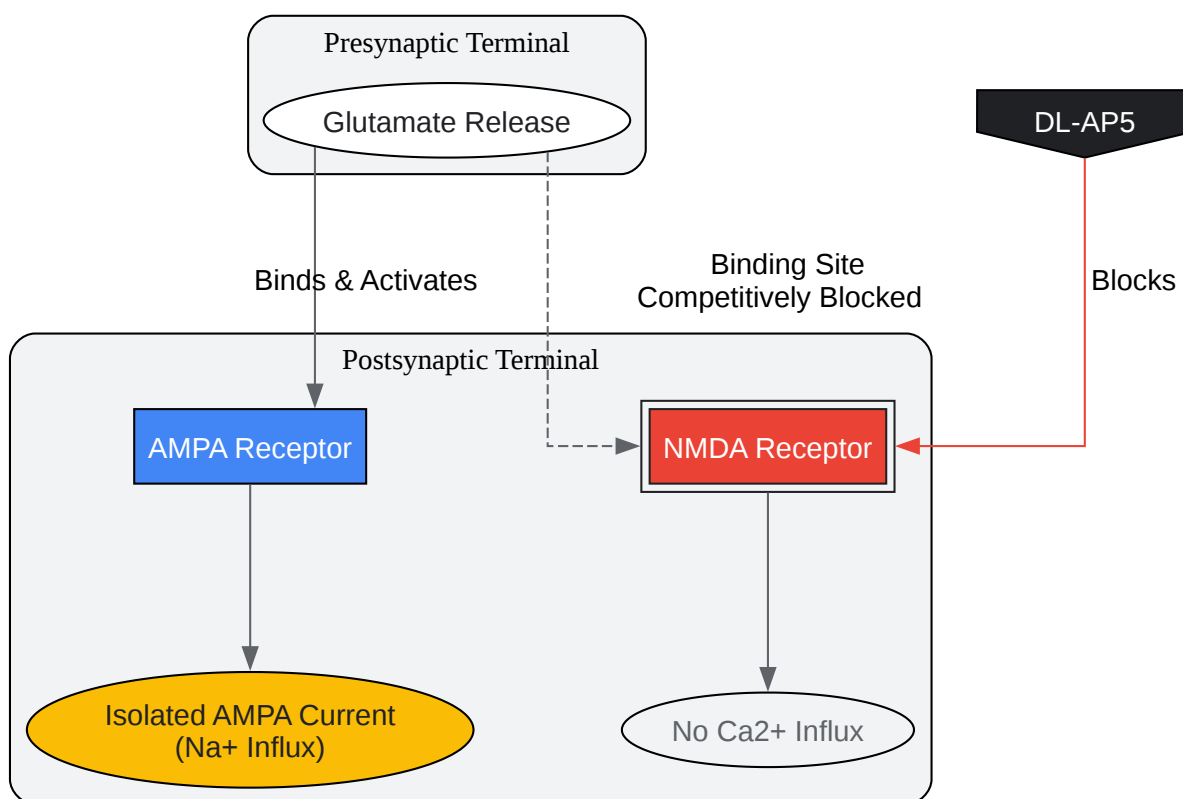 Presynaptic Terminal
Glutamate Release
DL-AP5
Binds & Activates
Binding Site
Competitively Blocked
Blocks
Postsynaptic Terminal
AMPA Receptor
NMDA Receptor
Isolated AMPA Current
(Na+ Influx)
No Ca2+ Influx